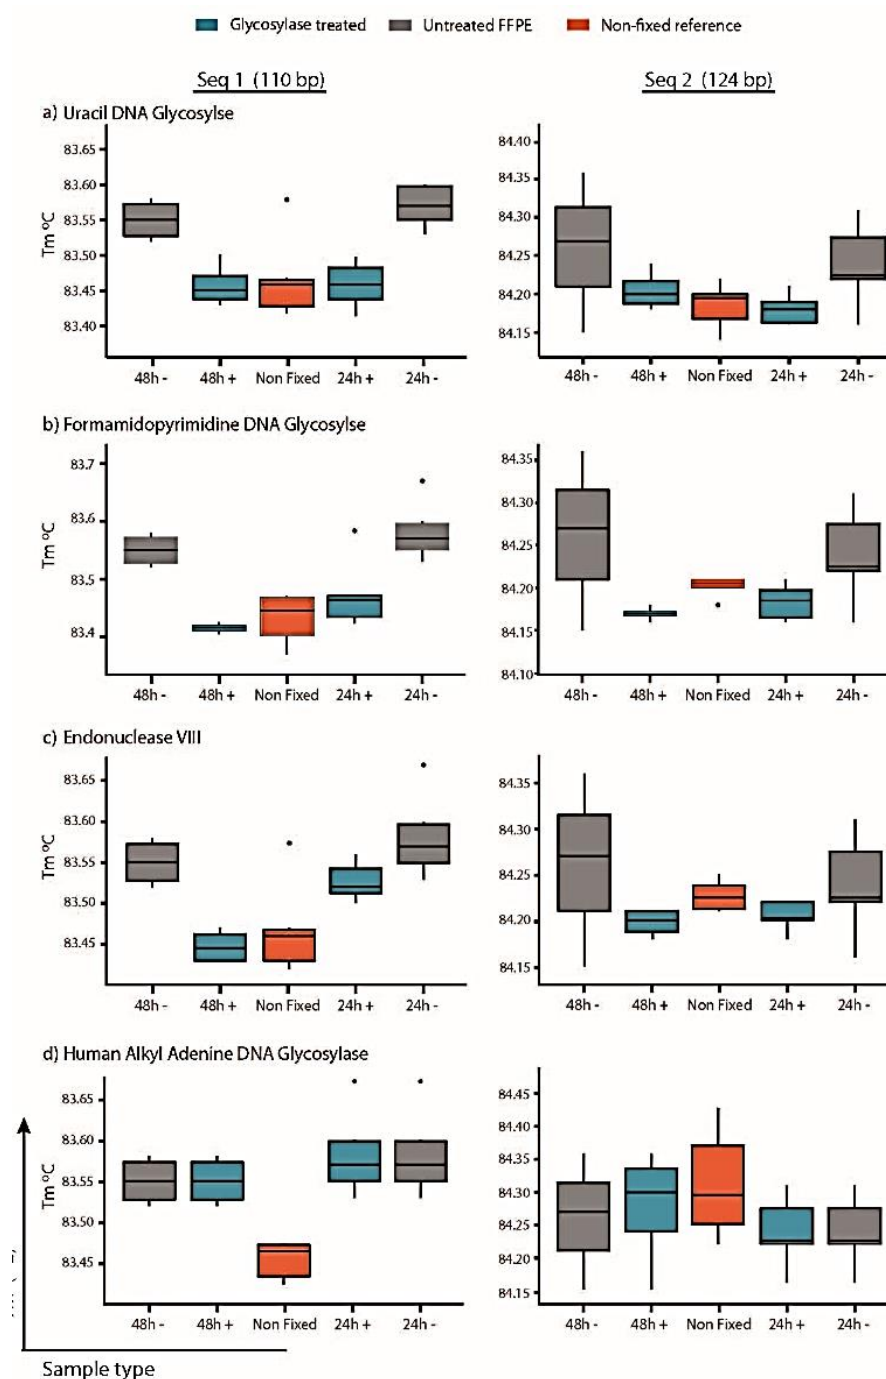 Glycosylase treated Untreated FFPE Non-fixed reference
Seq 1 (110 bp) Seq 2 (124 bp)
a) Uracil DNA Glycosylse
Tm ºC
83.65
83.60
83.50
83.45
83.40
48h - 48h + Non Fixed 24h + 24h -
84.40
84.35
84.30
84.25
84.20
84.15
48h - 48h + Non Fixed 24h + 24h -
b) Formamidopyrimidine DNA Glycosylse
Tm ºC
83.7
83.6
83.5
83.4
48h - 48h + Non Fixed 24h + 24h -
84.35
84.30
84.25
84.20
84.15
84.10
48h - 48h + Non Fixed 24h + 24h -
c) Endonuclease VIII
Tm ºC
83.65
83.60
83.55
83.50
83.45
48h - 48h + Non Fixed 24h + 24h -
84.35
84.30
84.25
84.20
84.15
48h - 48h + Non Fixed 24h + 24h -
d) Human Alkyl Adenine DNA Glycosylase
Tm ºC
83.65
83.60
83.55
83.50
83.45
48h - 48h + Non Fixed 24h + 24h -
84.45
84.40
84.35
84.30
84.25
84.20
84.15
48h - 48h + Non Fixed 24h + 24h -
Sample type